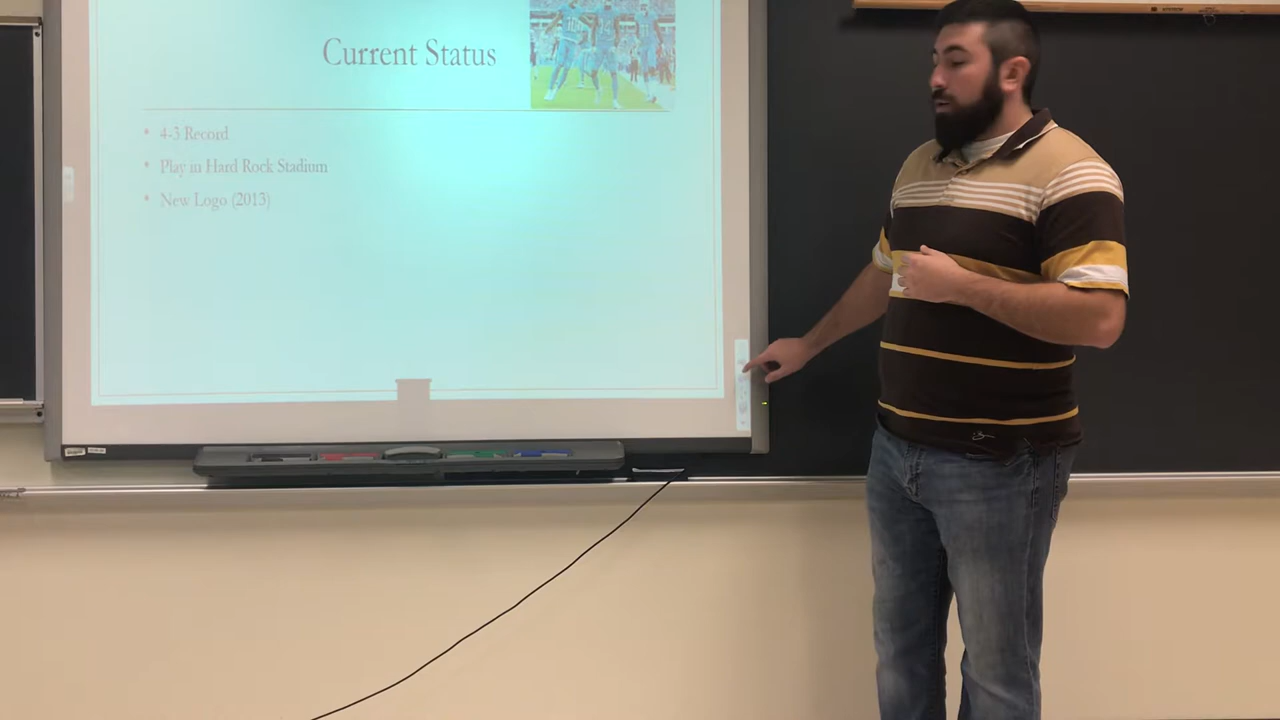 Current Status
• 4-3 Record
• Play in Hard Rock Stadium
• New Logo (2013)